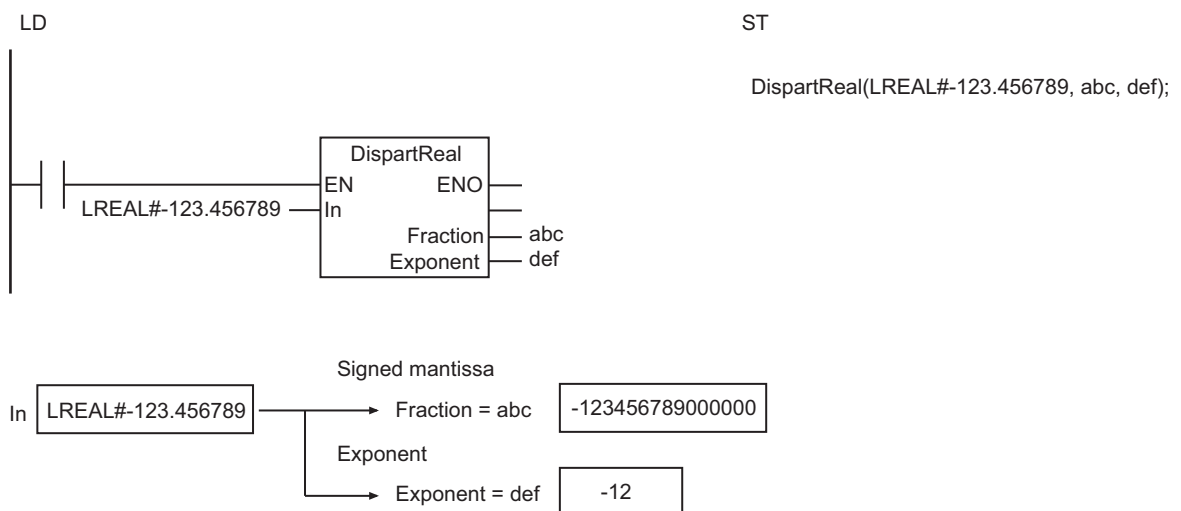 LD
ST
DispartReal(LREAL#-123.456789, abc, def);
DispartReal
EN ENO
LREAL#-123.456789 In
Fraction abc
Exponent def
Signed mantissa
In LREAL#-123.456789 Fraction = abc -123456789000000
Exponent
Exponent = def -12